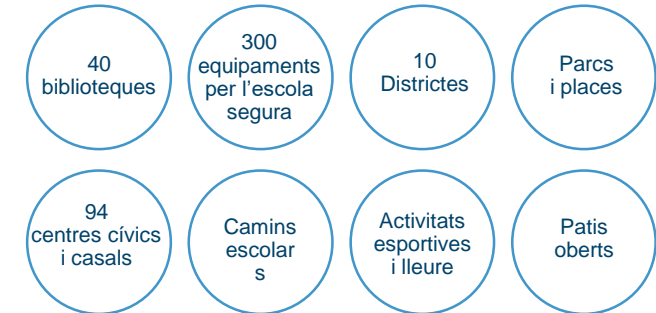 40
biblioteques
300
equipaments
per l'escola
segura
10
Districtes
Parcs
i places
94
centres cívics
i casals
Camins
escolar
s
Activitats
esportives
i lleure
Patis
oberts